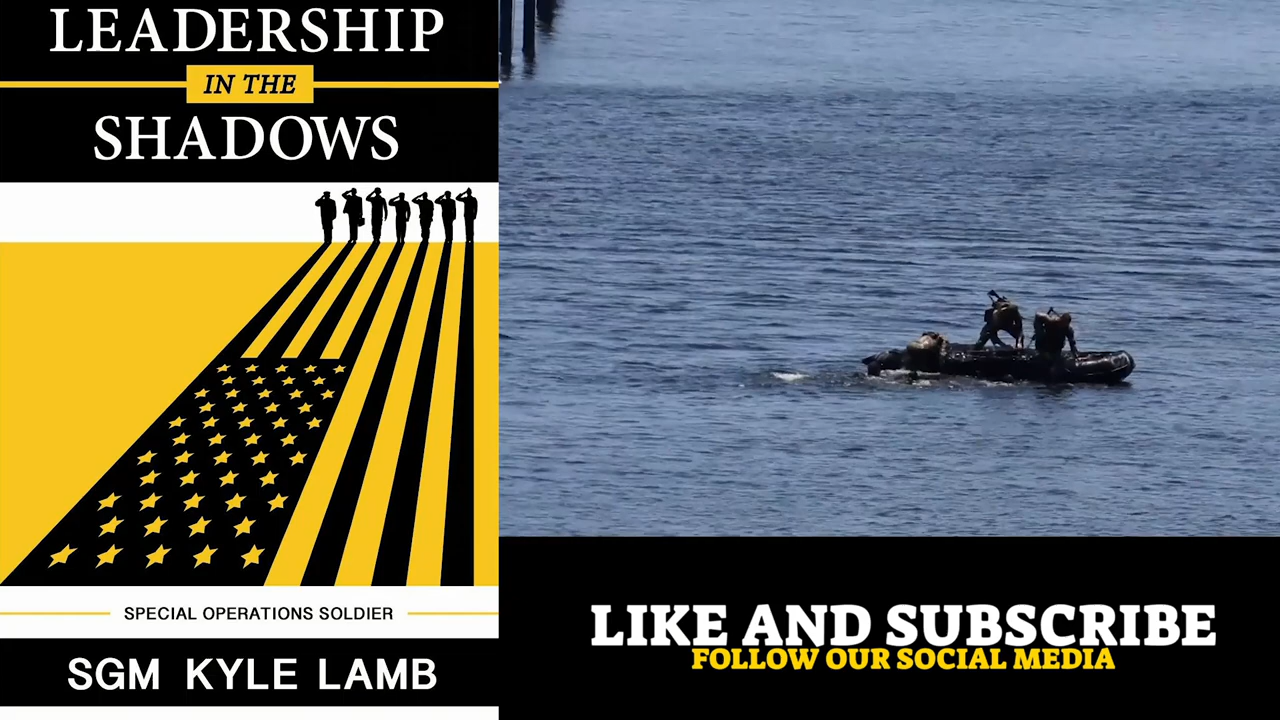 LEADERSHIP
IN THE
SHADOWS
SPECIAL OPERATIONS SOLDIER
SGM KYLE LAMB
LIKE AND SUBSCRIBE
FOLLOW OUR SOCIAL MEDIA